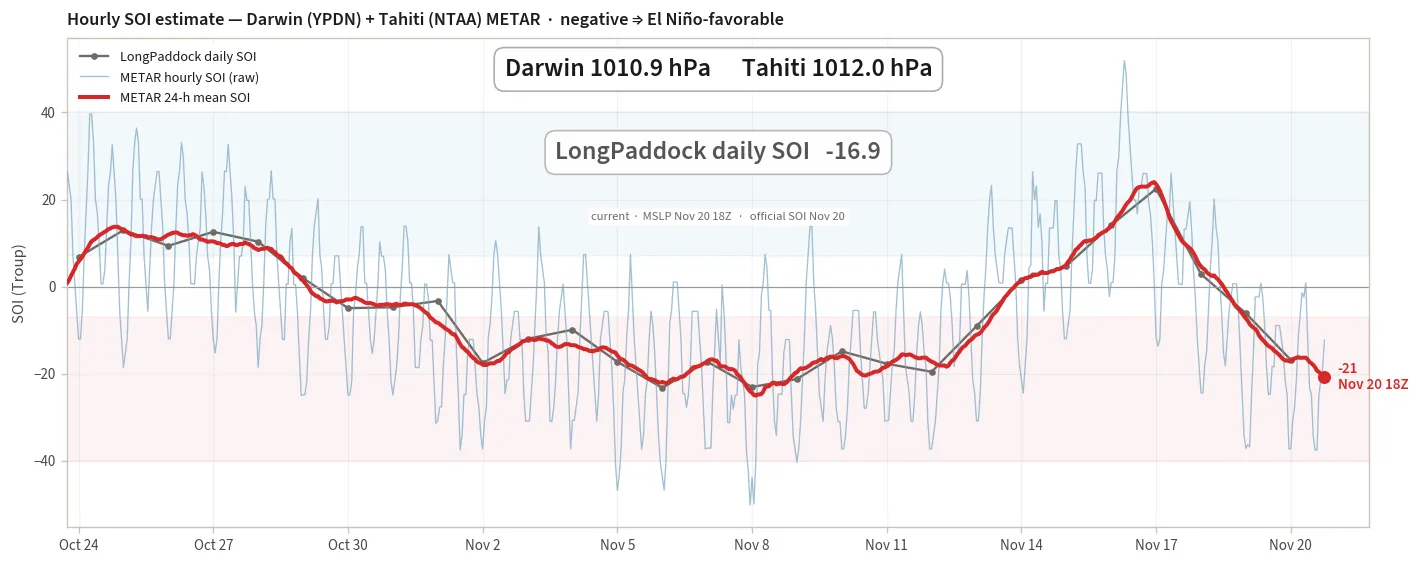 Hourly SOI estimate — Darwin (YPDN) + Tahiti (NTAA) METAR · negative ⇒ El Niño-favorable
LongPaddock daily SOI
METAR hourly SOI (raw)
METAR 24-h mean SOI
Darwin 1010.9 hPa Tahiti 1012.0 hPa
LongPaddock daily SOI -16.9
current · MSLP Nov 20 18Z · official SOI Nov 20
SOI (Troup)
40
20
0
−20
−40
-21
Nov 20 18Z
Oct 24 Oct 27 Oct 30 Nov 2 Nov 5 Nov 8 Nov 11 Nov 14 Nov 17 Nov 20